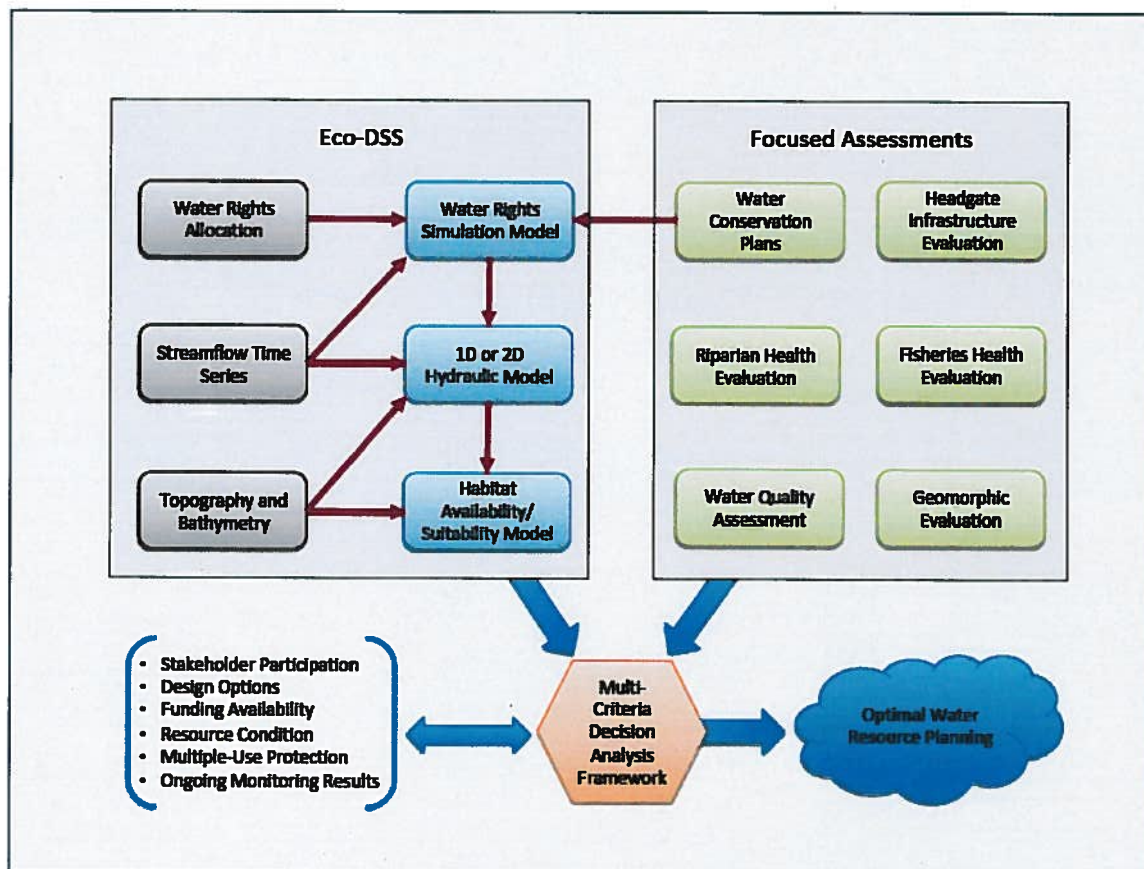 Eco-DSS
Water Rights
Allocation
Water Rights
Simulation Model
Streamflow Time
Series
1D or 2D
Hydraulic Model
Topography and
Bathymetry
Habitat
Availability/
Suitability Model
Focused Assessments
Water
Conservation
Plans
Headgate
Infrastructure
Evaluation
Riparian Health
Evaluation
Fisheries Health
Evaluation
Water Quality
Assessment
Geomorphic
Evaluation
• Stakeholder Participation
• Design Options
• Funding Availability
• Resource Condition
• Multiple-Use Protection
• Ongoing Monitoring Results
Multi-
Criteria
Decision
Analysis
Framework
Optimal Water
Resource Planning